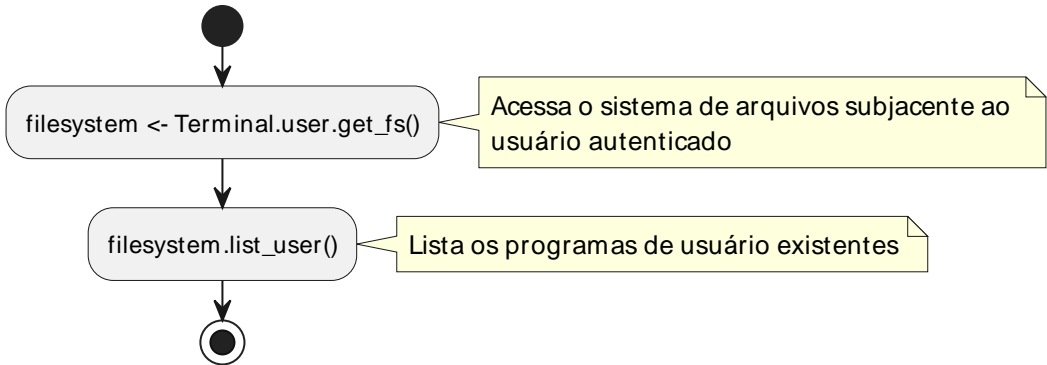 filesystem <- Terminal.user.get_fs()
Acessa o sistema de arquivos subjacente ao
usuário autenticado
filesystem.list_user()
Lista os programas de usuário existentes